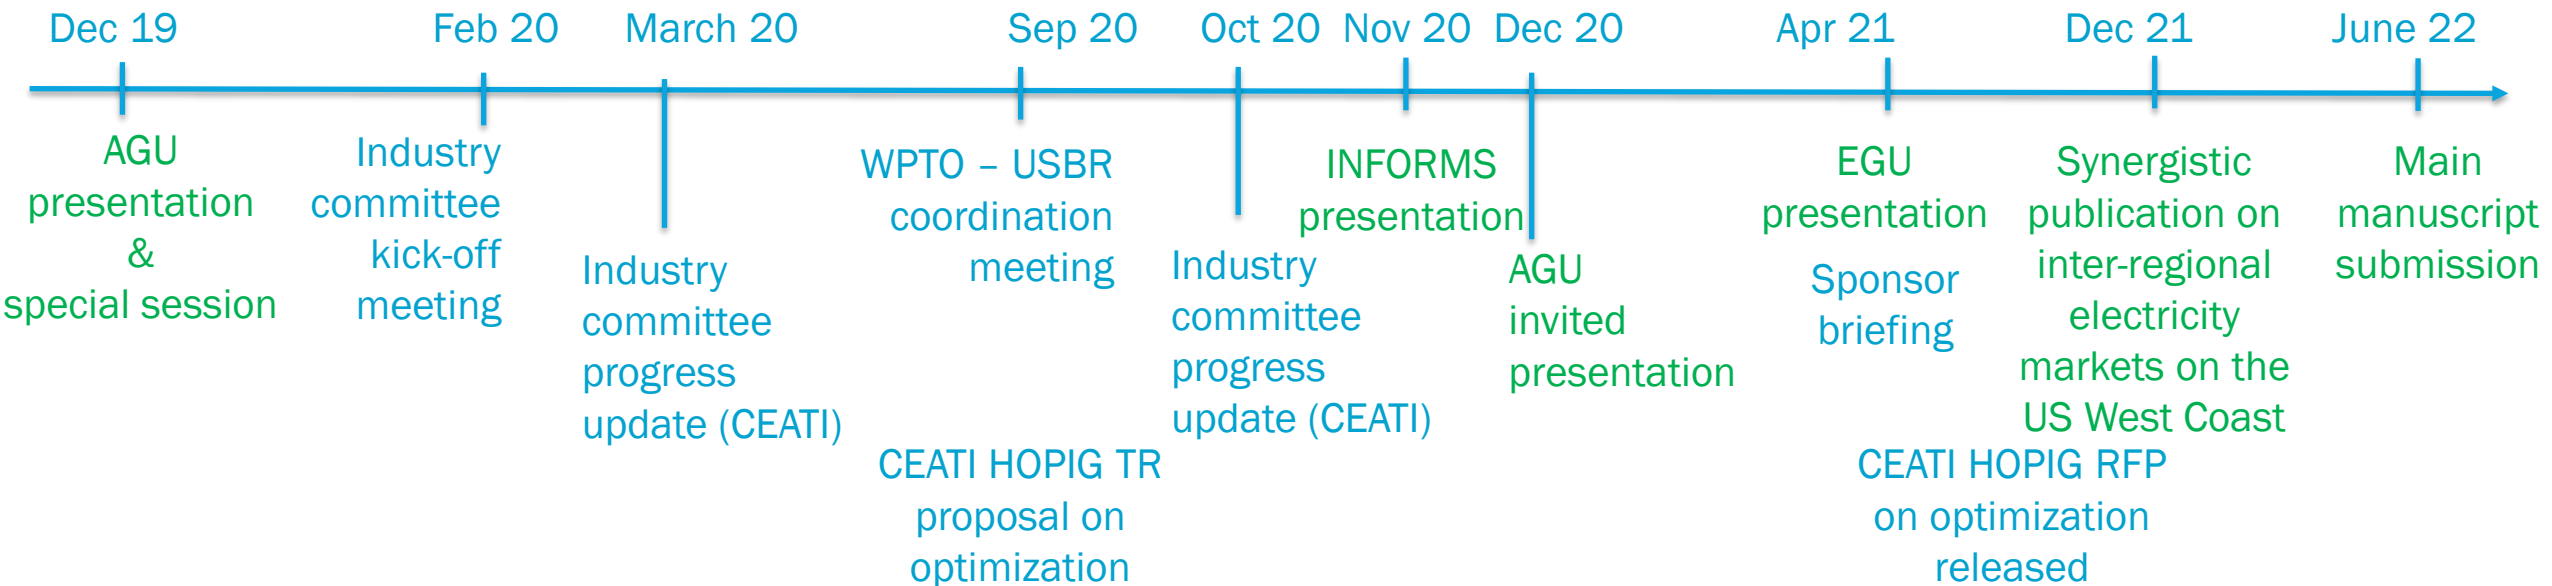 Dec 19
Feb 20
March 20
Sep 20
Oct 20
Nov 20
Dec 20
Apr 21
Dec 21
June 22
AGU
presentation
&
special session
Industry
committee
kick-off
meeting
Industry
committee
progress
update (CEATI)
WPTO – USBR
coordination
meeting
CEATI HOPIG TR
proposal on
optimization
Industry
committee
progress
update (CEATI)
INFORMS
presentation
AGU
invited
presentation
EGU
presentation
Sponsor
briefing
CEATI HOPIG RFP
on optimization
released
Synergistic
publication on
inter-regional
electricity
markets on the
US West Coast
Main
manuscript
submission